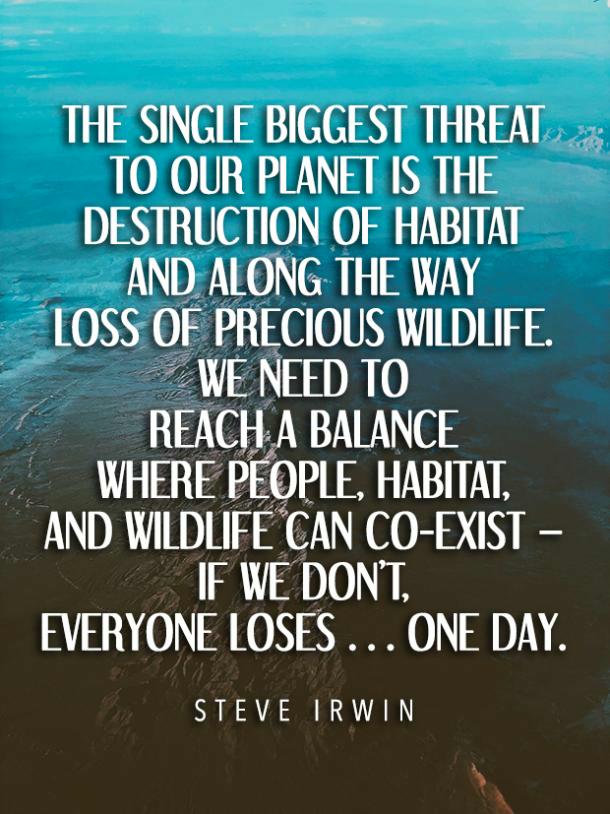 THE SINGLE BIGGEST THREAT
TO OUR PLANET IS THE
DESTRUCTION OF HABITAT
AND ALONG THE WAY
LOSS OF PRECIOUS WILDLIFE.
WE NEED TO
REACH A BALANCE
WHERE PEOPLE, HABITAT,
AND WILDLIFE CAN CO-EXIST –
IF WE DON'T,
EVERYONE LOSES . . . ONE DAY.
STEVE IRWIN